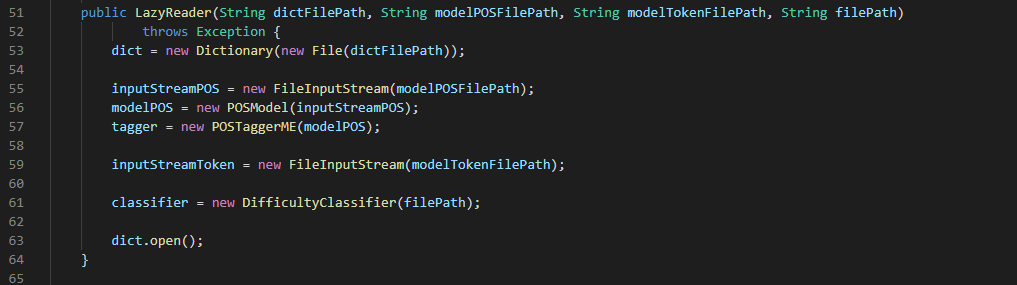 51 public LazyReader(String dictFilePath, String modelPOSFilePath, String modelTokenFilePath, String filePath)
52 throws Exception {
53 dict = new Dictionary(new File(dictFilePath));
54
55 inputStreamPOS = new FileInputStream(modelPOSFilePath);
56 modelPOS = new POSModel(inputStreamPOS);
57 tagger = new POSTaggerME(modelPOS);
58
59 inputStreamToken = new FileInputStream(modelTokenFilePath);
60
61 classifier = new DifficultyClassifier(filePath);
62
63 dict.open();
64 }
65